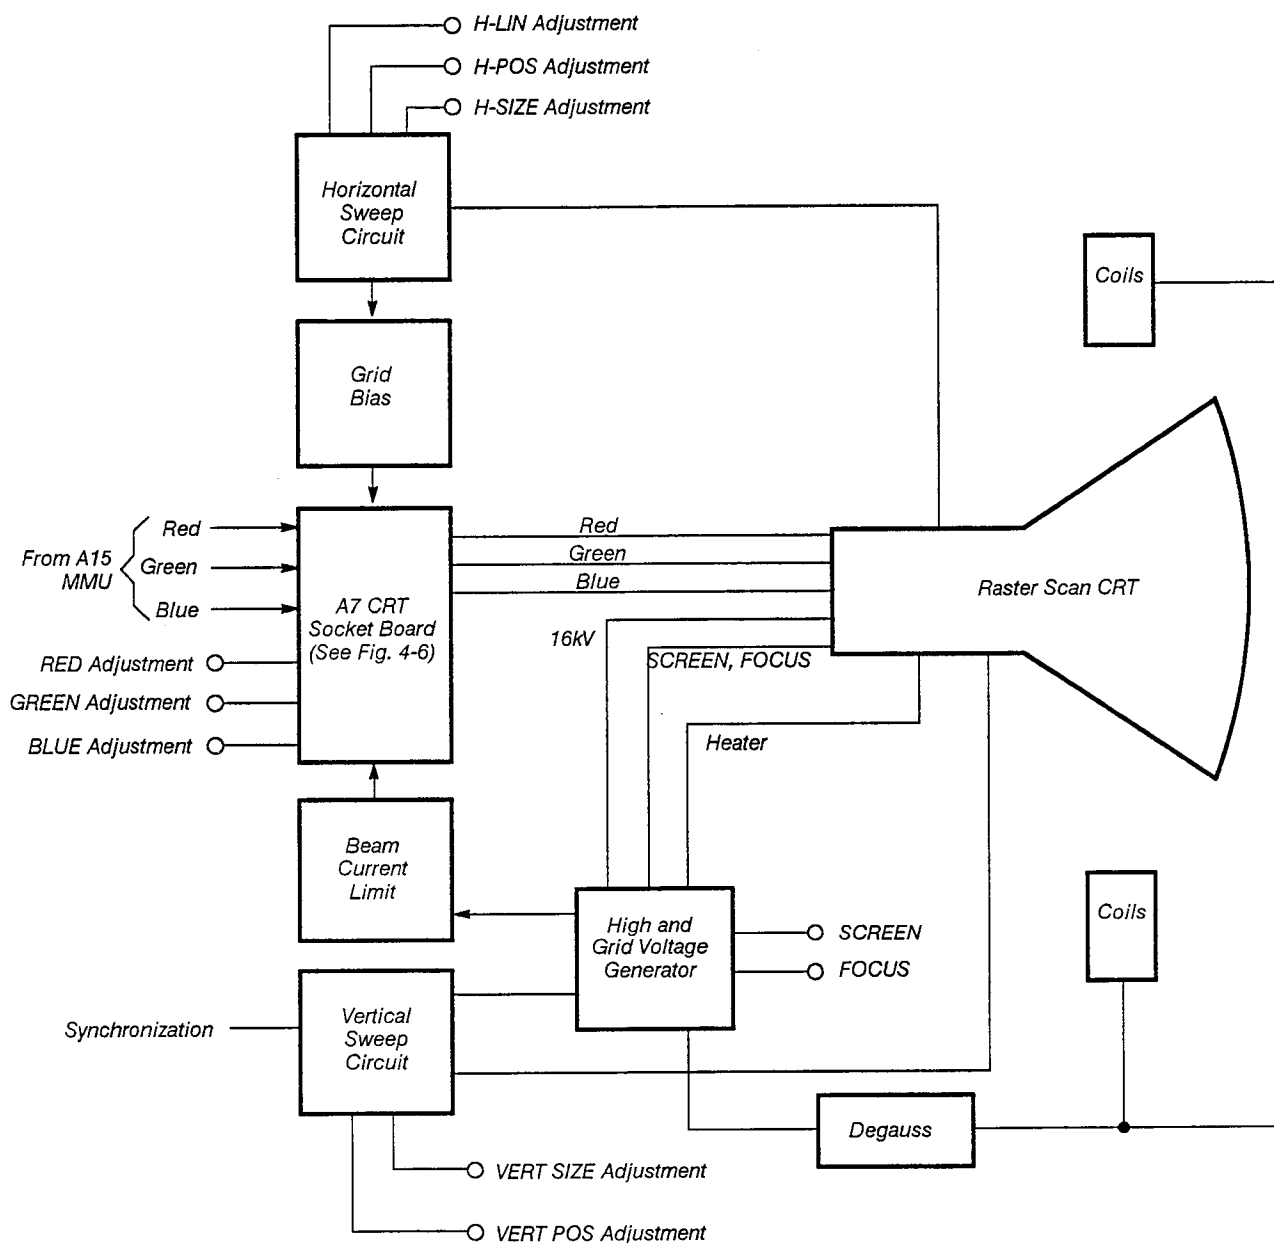 H-LIN Adjustment
H-POS Adjustment
H-SIZE Adjustment
Horizontal
Sweep
Circuit
Coils
Grid
Bias
From A15
MMU
Red
Green
Blue
A7 CRT
Socket Board
(See Fig. 4-6)
Red
Green
Blue
16kV
SCREEN, FOCUS
Heater
Raster Scan CRT
RED Adjustment
GREEN Adjustment
BLUE Adjustment
Beam
Current
Limit
High and
Grid Voltage
Generator
SCREEN
FOCUS
Coils
Synchronization
Vertical
Sweep
Circuit
Degauss
VERT SIZE Adjustment
VERT POS Adjustment